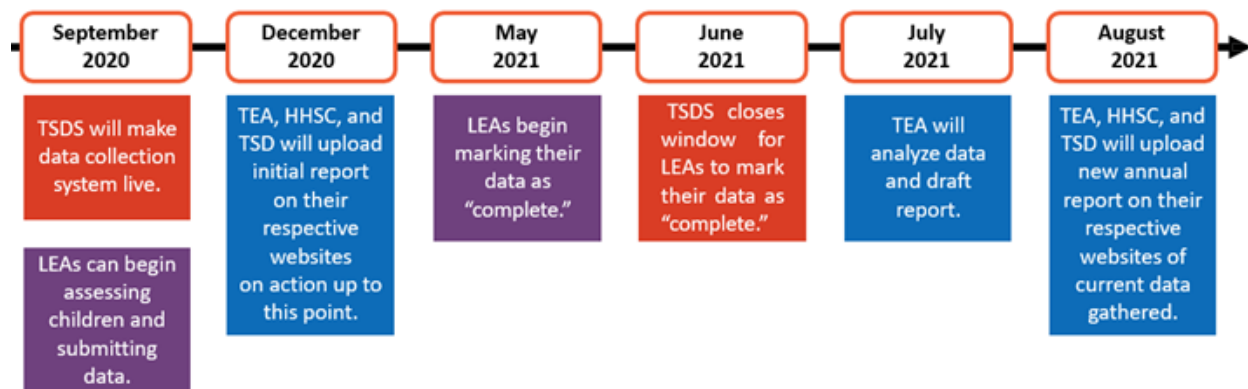 September
2020
December
2020
May
2021
June
2021
July
2021
August
2021
TSDS will make
data collection
system live.
LEAs can begin
assessing
children and
submitting
data.
TEA, HHSC, and
TSD will upload
initial report
on their
respective
websites
on action up to
this point.
LEAs begin
marking their
data as
“complete.”
TSDS closes
window for
LEAs to mark
their data as
“complete.”
TEA will
analyze data
and draft
report.
TEA, HHSC, and
TSD will upload
new annual
report on their
respective
websites of
current data
gathered.